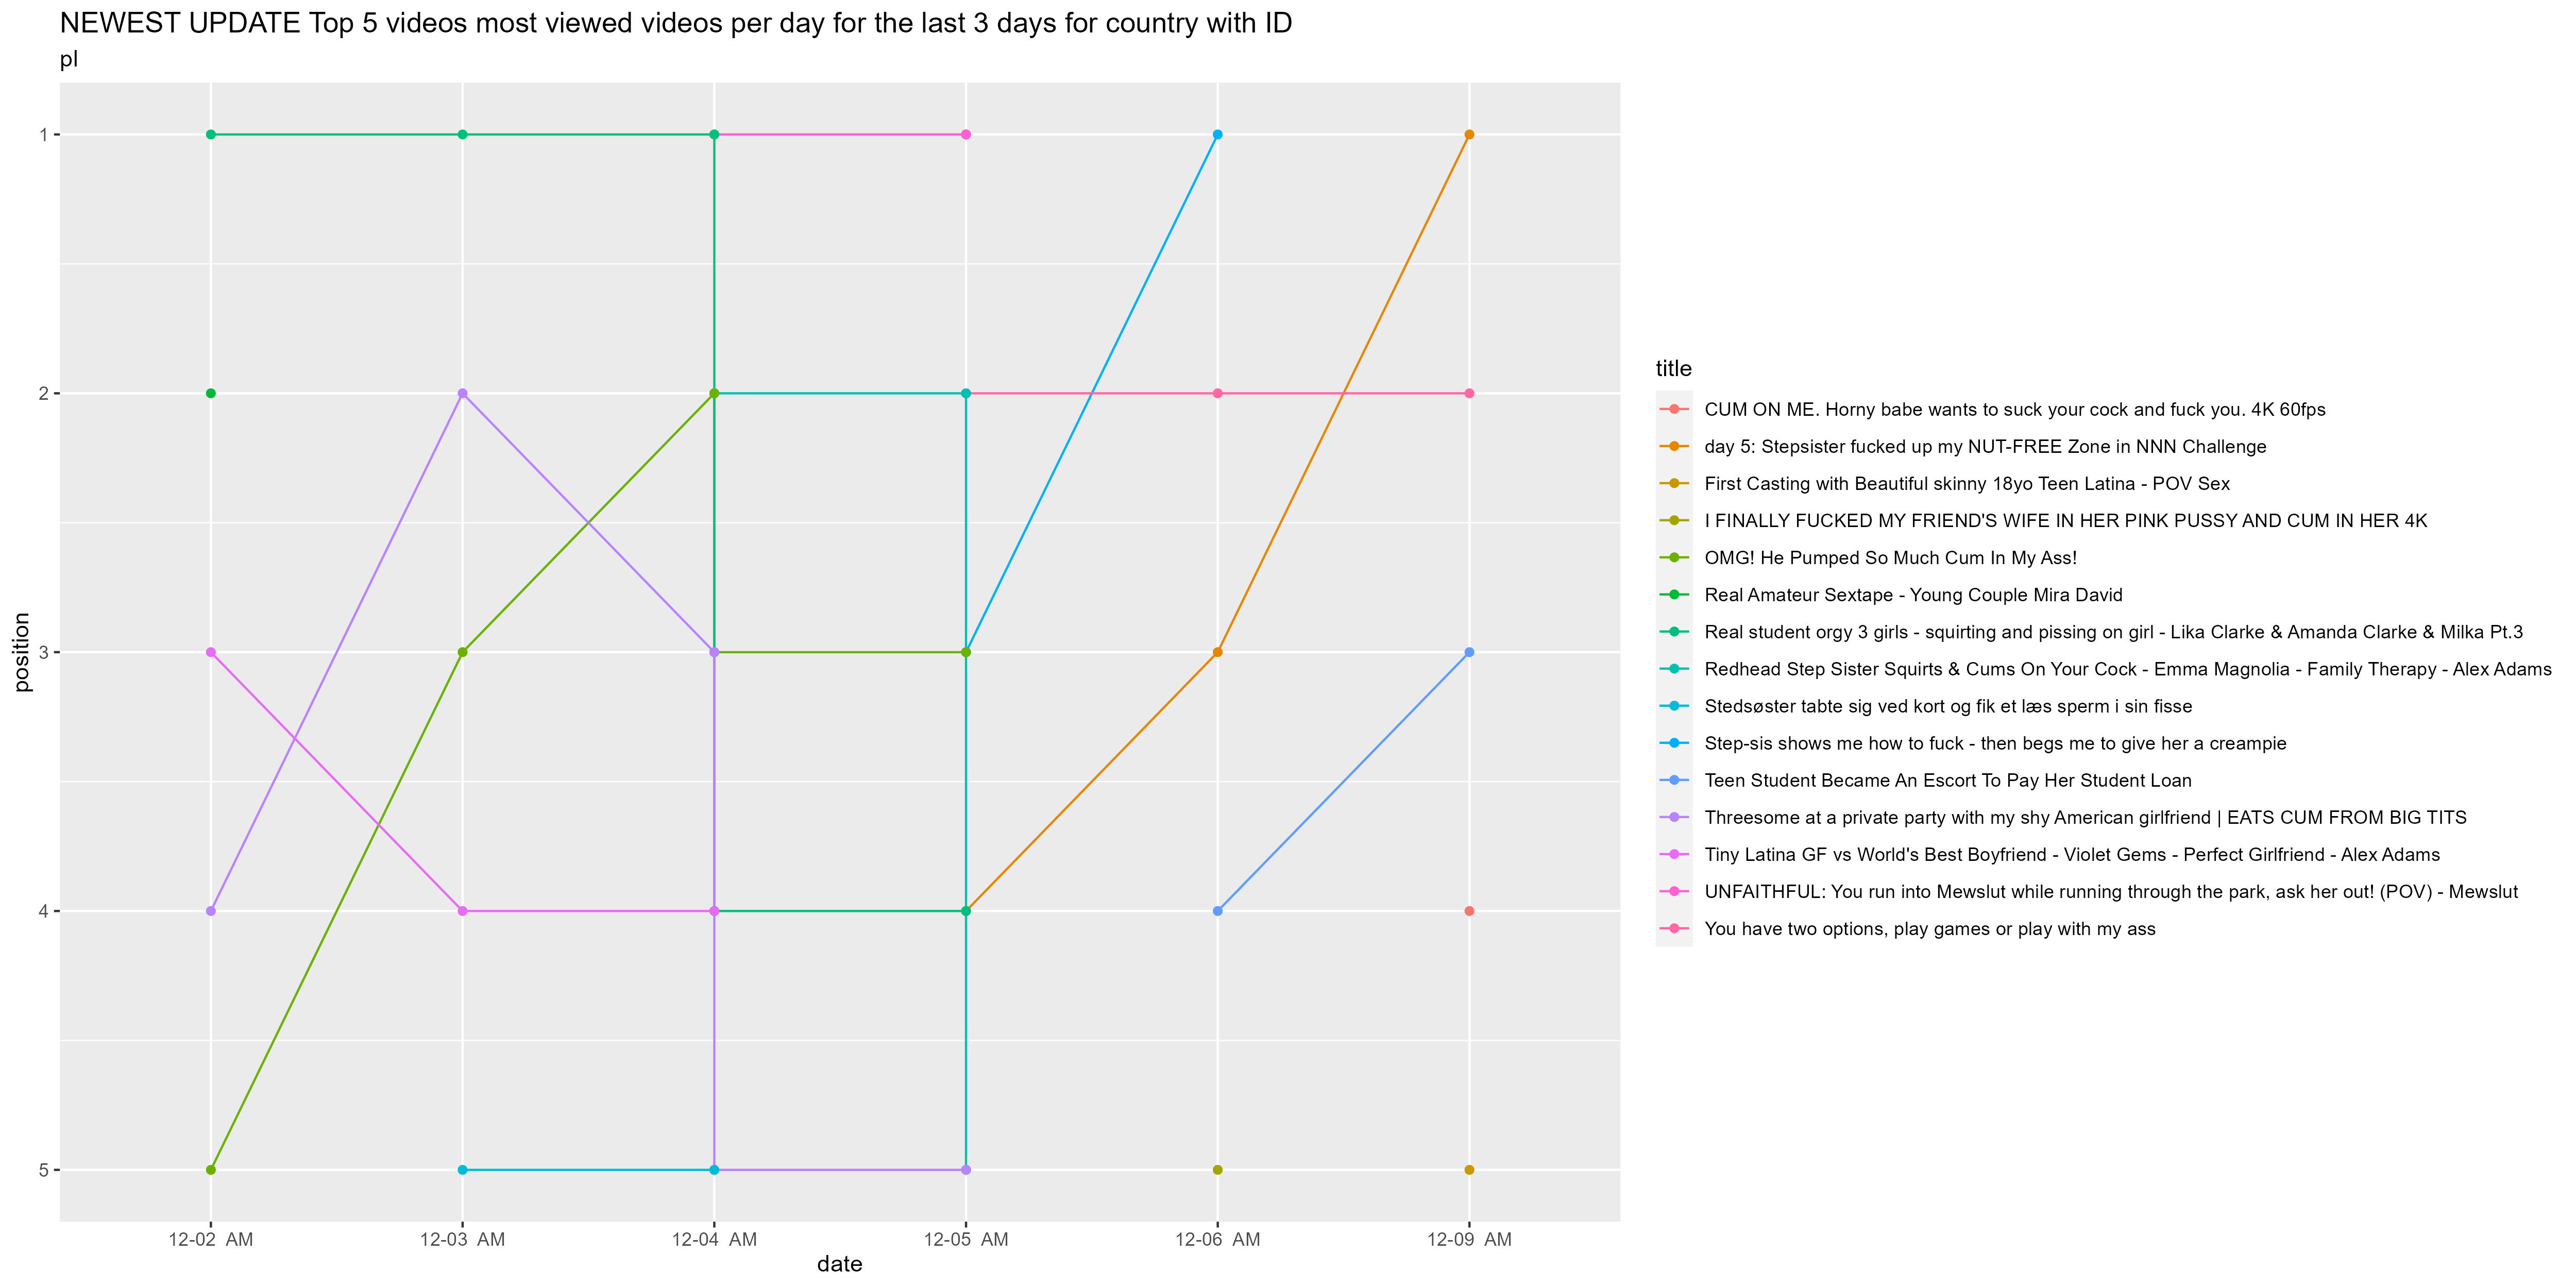 NEWEST UPDATE Top 5 videos most viewed videos per day for the last 3 days for country with ID
pl
position
1
2
3
4
5
12-02 AM
12-03 AM
12-04 AM
12-05 AM
12-06 AM
12-09 AM
date
title
CUM ON ME. Horny babe wants to suck your cock and fuck you. 4K 60fps
day 5: Stepsister fucked up my NUT-FREE Zone in NNN Challenge
First Casting with Beautiful skinny 18yo Teen Latina - POV Sex
I FINALLY FUCKED MY FRIEND'S WIFE IN HER PINK PUSSY AND CUM IN HER 4K
OMG! He Pumped So Much Cum In My Ass!
Real Amateur Sextape - Young Couple Mira David
Real student orgy 3 girls - squirting and pissing on girl - Lika Clarke & Amanda Clarke & Milka Pt.3
Redhead Step Sister Squirts & Cums On Your Cock - Emma Magnolia - Family Therapy - Alex Adams
Stedsøster tabte sig ved kort og fik et læs sperm i sin fisse
Step-sis shows me how to fuck - then begs me to give her a creampie
Teen Student Became An Escort To Pay Her Student Loan
Threesome at a private party with my shy American girlfriend | EATS CUM FROM BIG TITS
Tiny Latina GF vs World's Best Boyfriend - Violet Gems - Perfect Girlfriend - Alex Adams
UNFAITHFUL: You run into Mewslut while running through the park, ask her out! (POV) - Mewslut
You have two options, play games or play with my ass